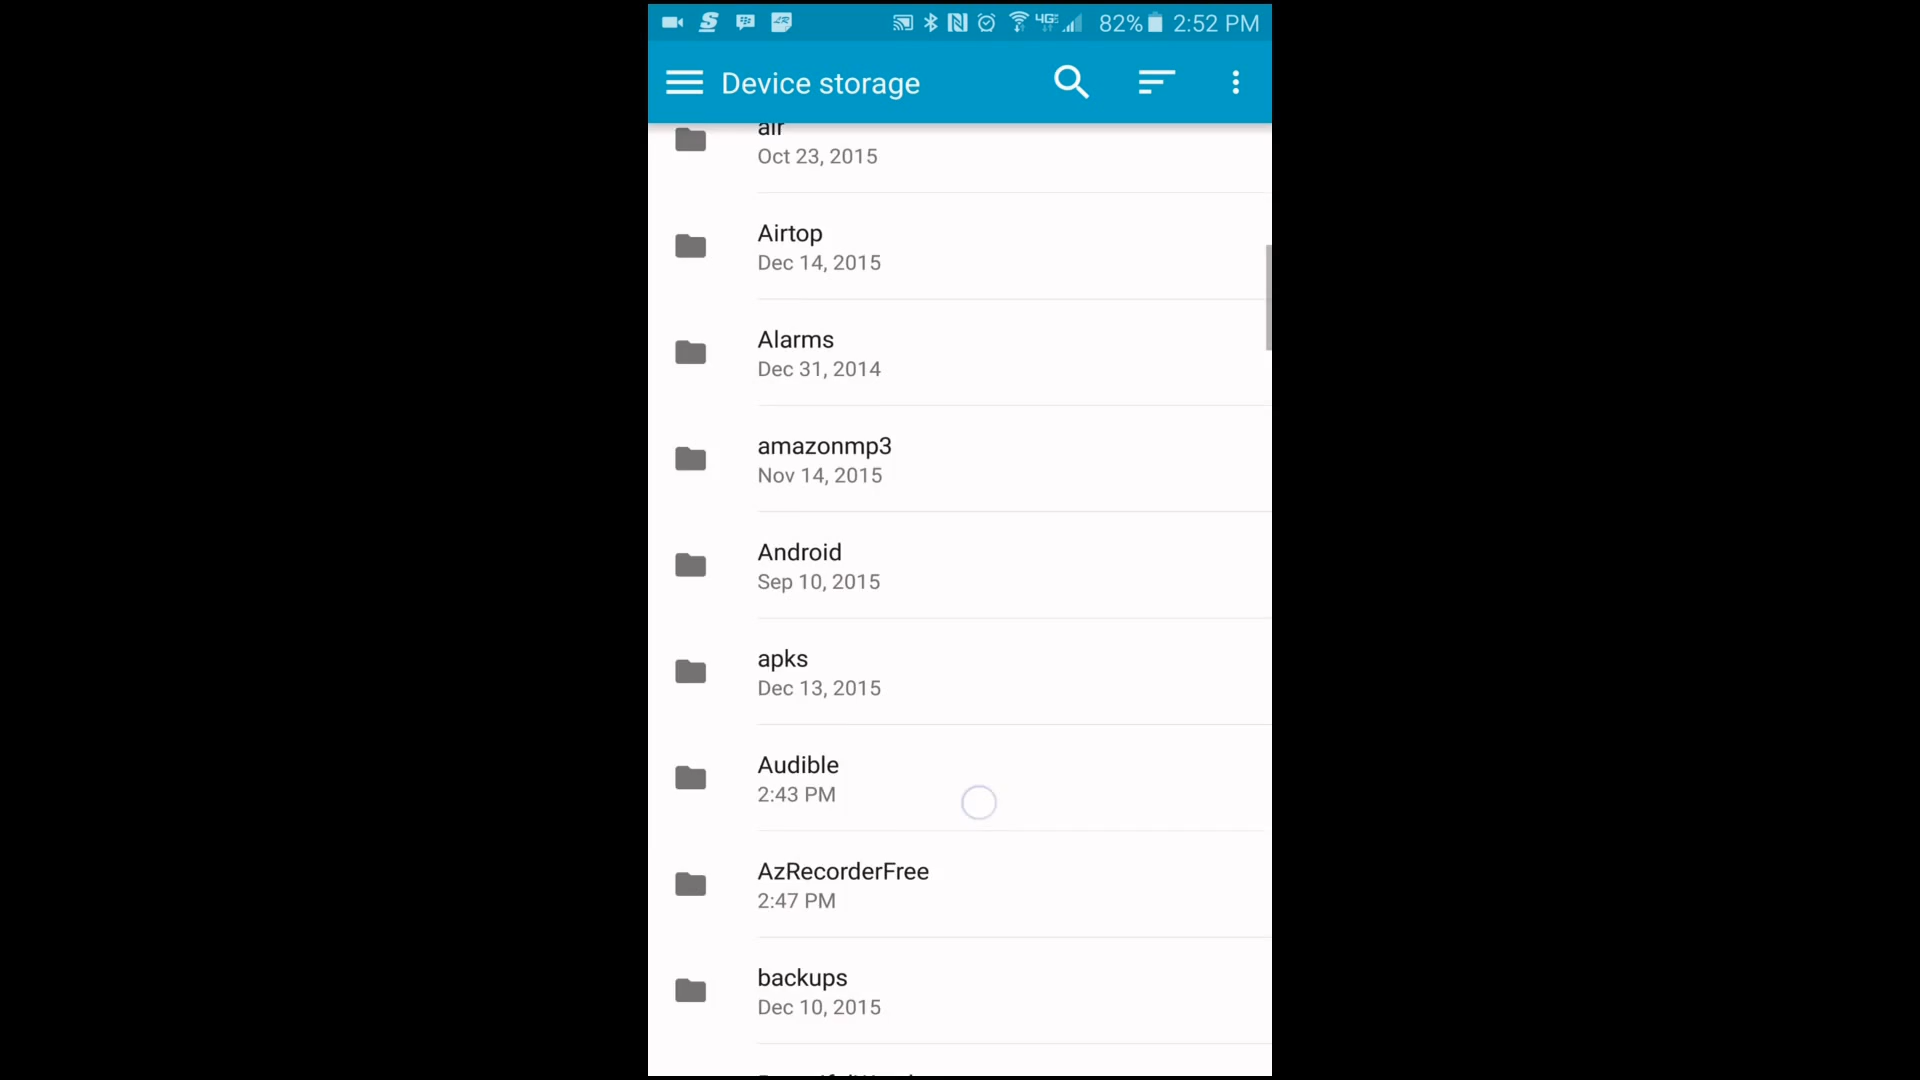 82% 2:52 PM
Device storage
air
Oct 23, 2015
Airtop
Dec 14, 2015
Alarms
Dec 31, 2014
amazonmp3
Nov 14, 2015
Android
Sep 10, 2015
apks
Dec 13, 2015
Audible
2:43 PM
AzRecorderFree
2:47 PM
backups
Dec 10, 2015